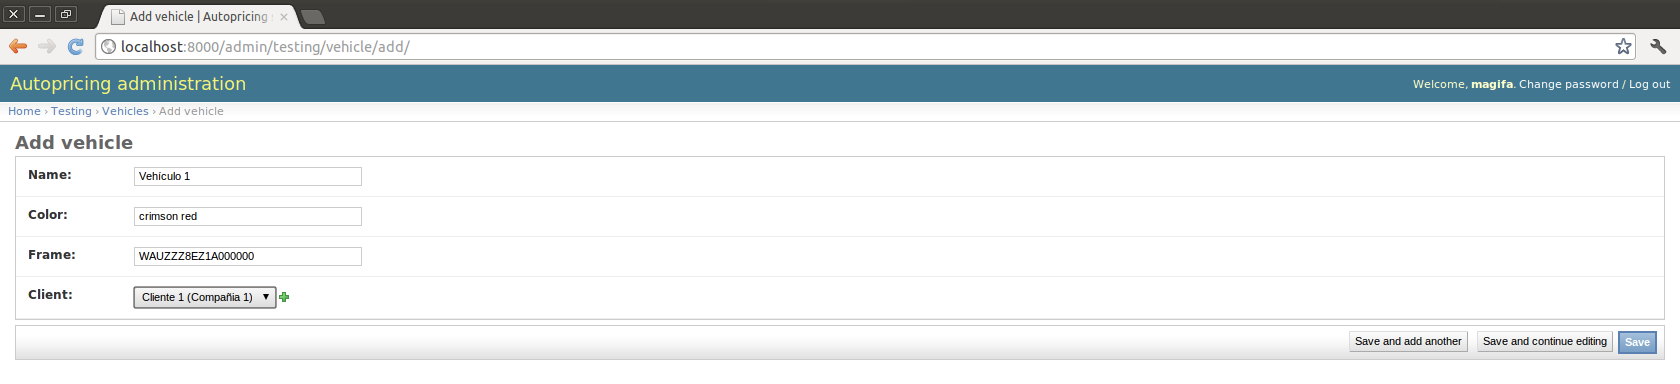 Add vehicle | Autopricing
localhost:8000/admin/testing/vehicle/add/
Autopricing administration
Welcome, magifa. Change password / Log out
Home › Testing › Vehicles › Add vehicle
Add vehicle
Name: Vehículo 1
Color: crimson red
Frame: WAUZZZ8EZ1A000000
Client: Cliente 1 (Compañia 1)
Save and add another Save and continue editing Save